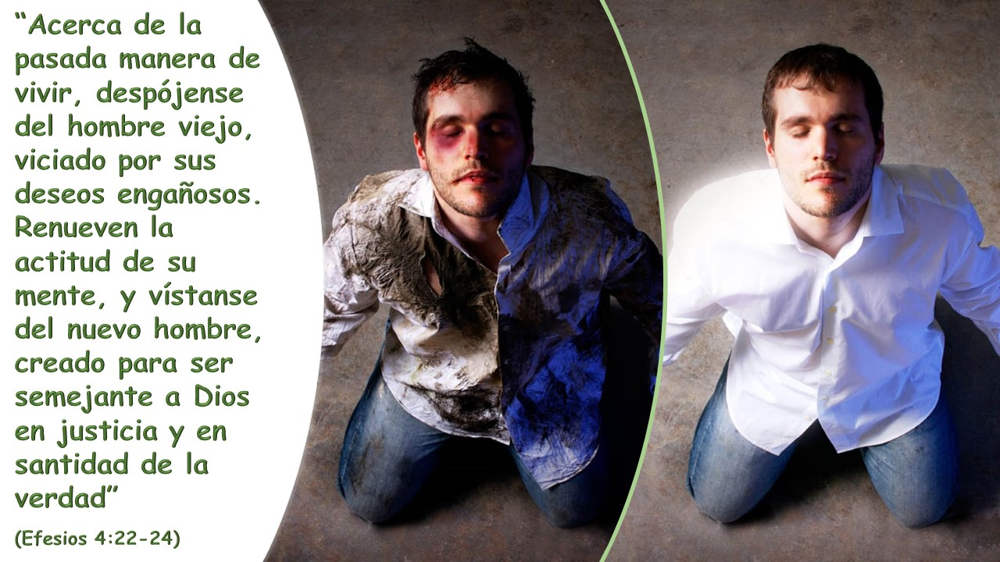 “Acerca de la
pasada manera de
vivir, despójense
del hombre viejo,
viciado por sus
deseos engañosos.
Renueven la
actitud de su
mente, y vístanse
del nuevo hombre,
creado para ser
semejante a Dios
en justicia y en
santidad de la
verdad”
(Efesios 4:22-24)